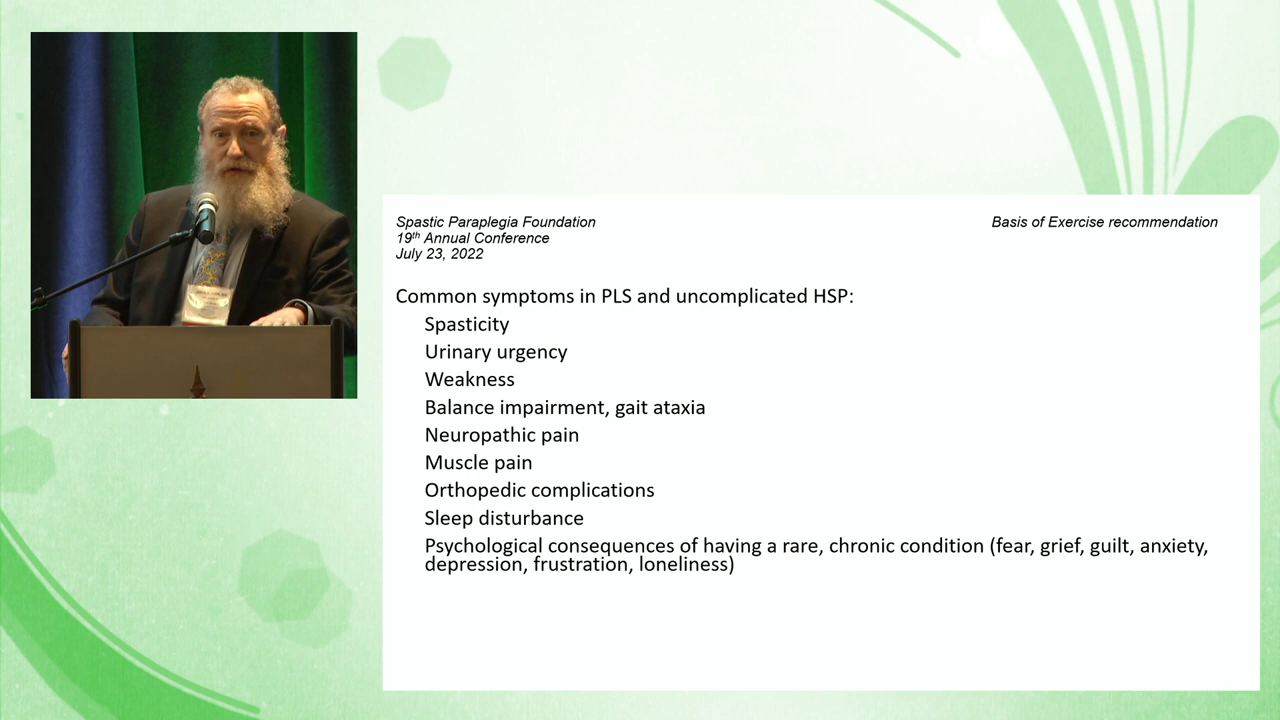 Spastic Paraplegia Foundation
Basis of Exercise recommendation
19th Annual Conference
July 23, 2022
Common symptoms in PLS and uncomplicated HSP:
Spasticity
Urinary urgency
Weakness
Balance impairment, gait ataxia
Neuropathic pain
Muscle pain
Orthopedic complications
Sleep disturbance
Psychological consequences of having a rare, chronic condition (fear, grief, guilt, anxiety,
depression, frustration, loneliness)